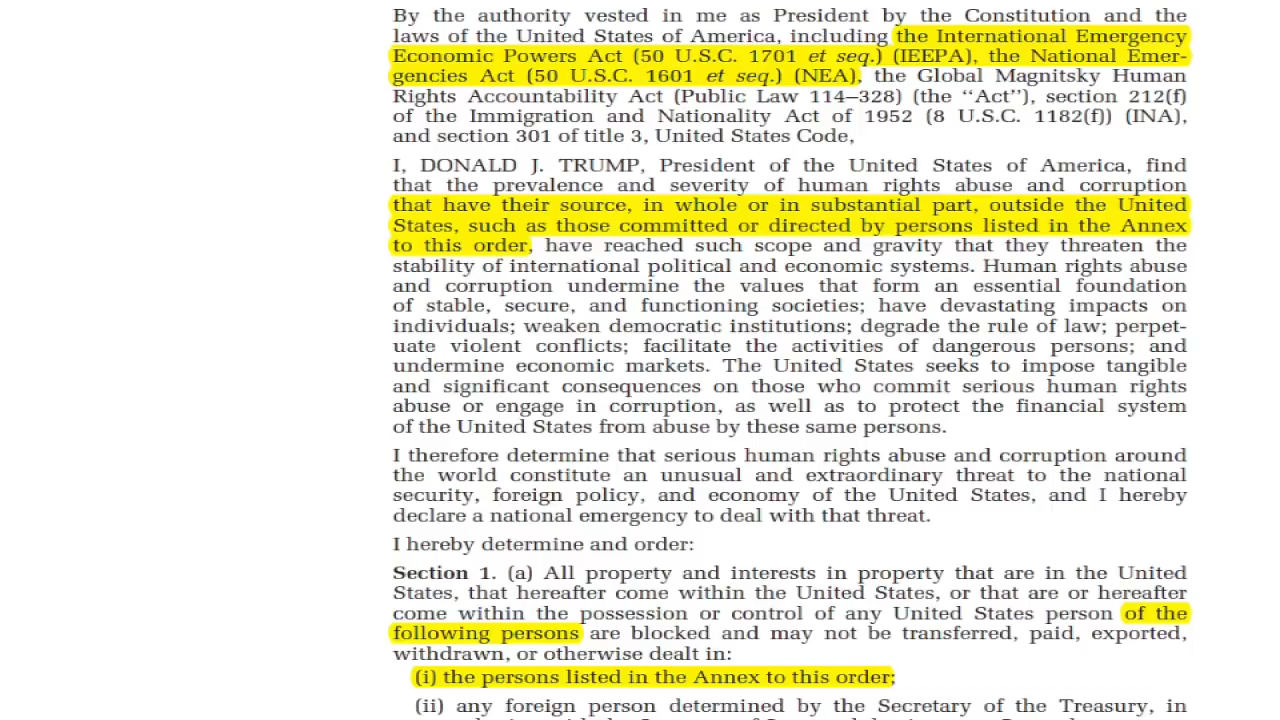 By the authority vested in me as President by the Constitution and the
laws of the United States of America, including the International Emergency
Economic Powers Act (50 U.S.C. 1701 et seq.) (IEEPA), the National Emer-
gencies Act (50 U.S.C. 1601 et seq.) (NEA), the Global Magnitsky Human
Rights Accountability Act (Public Law 114–328) (the ‘‘Act’’), section 212(f)
of the Immigration and Nationality Act of 1952 (8 U.S.C. 1182(f)) (INA),
and section 301 of title 3, United States Code,
I, DONALD J. TRUMP, President of the United States of America, find
that the prevalence and severity of human rights abuse and corruption
that have their source, in whole or in substantial part, outside the United
States, such as those committed or directed by persons listed in the Annex
to this order, have reached such scope and gravity that they threaten the
stability of international political and economic systems. Human rights abuse
and corruption undermine the values that form an essential foundation
of stable, secure, and functioning societies; have devastating impacts on
individuals; weaken democratic institutions; degrade the rule of law; perpet-
uate violent conflicts; facilitate the activities of dangerous persons; and
undermine economic markets. The United States seeks to impose tangible
and significant consequences on those who commit serious human rights
abuse or engage in corruption, as well as to protect the financial system
of the United States from abuse by these same persons.
I therefore determine that serious human rights abuse and corruption around
the world constitute an unusual and extraordinary threat to the national
security, foreign policy, and economy of the United States, and I hereby
declare a national emergency to deal with that threat.
I hereby determine and order:
Section 1. (a) All property and interests in property that are in the United
States, that hereafter come within the United States, or that are or hereafter
come within the possession or control of any United States person of the
following persons are blocked and may not be transferred, paid, exported,
withdrawn, or otherwise dealt in:
(i) the persons listed in the Annex to this order;
(ii) any foreign person determined by the Secretary of the Treasury, in